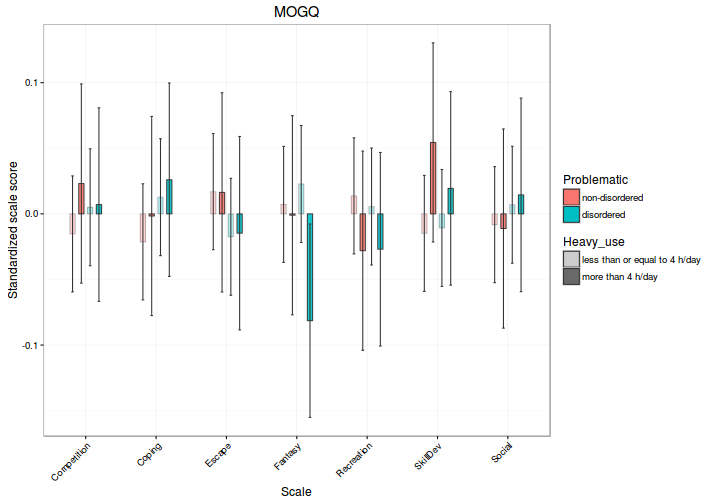 MOGQ
Standardized scale score
0.1
0.0
-0.1
Competition
Coping
Escape
Fantasy
Recreation
SkillDev
Social
Scale
Problematic
non-disordered
disordered
Heavy_use
less than or equal to 4 h/day
more than 4 h/day